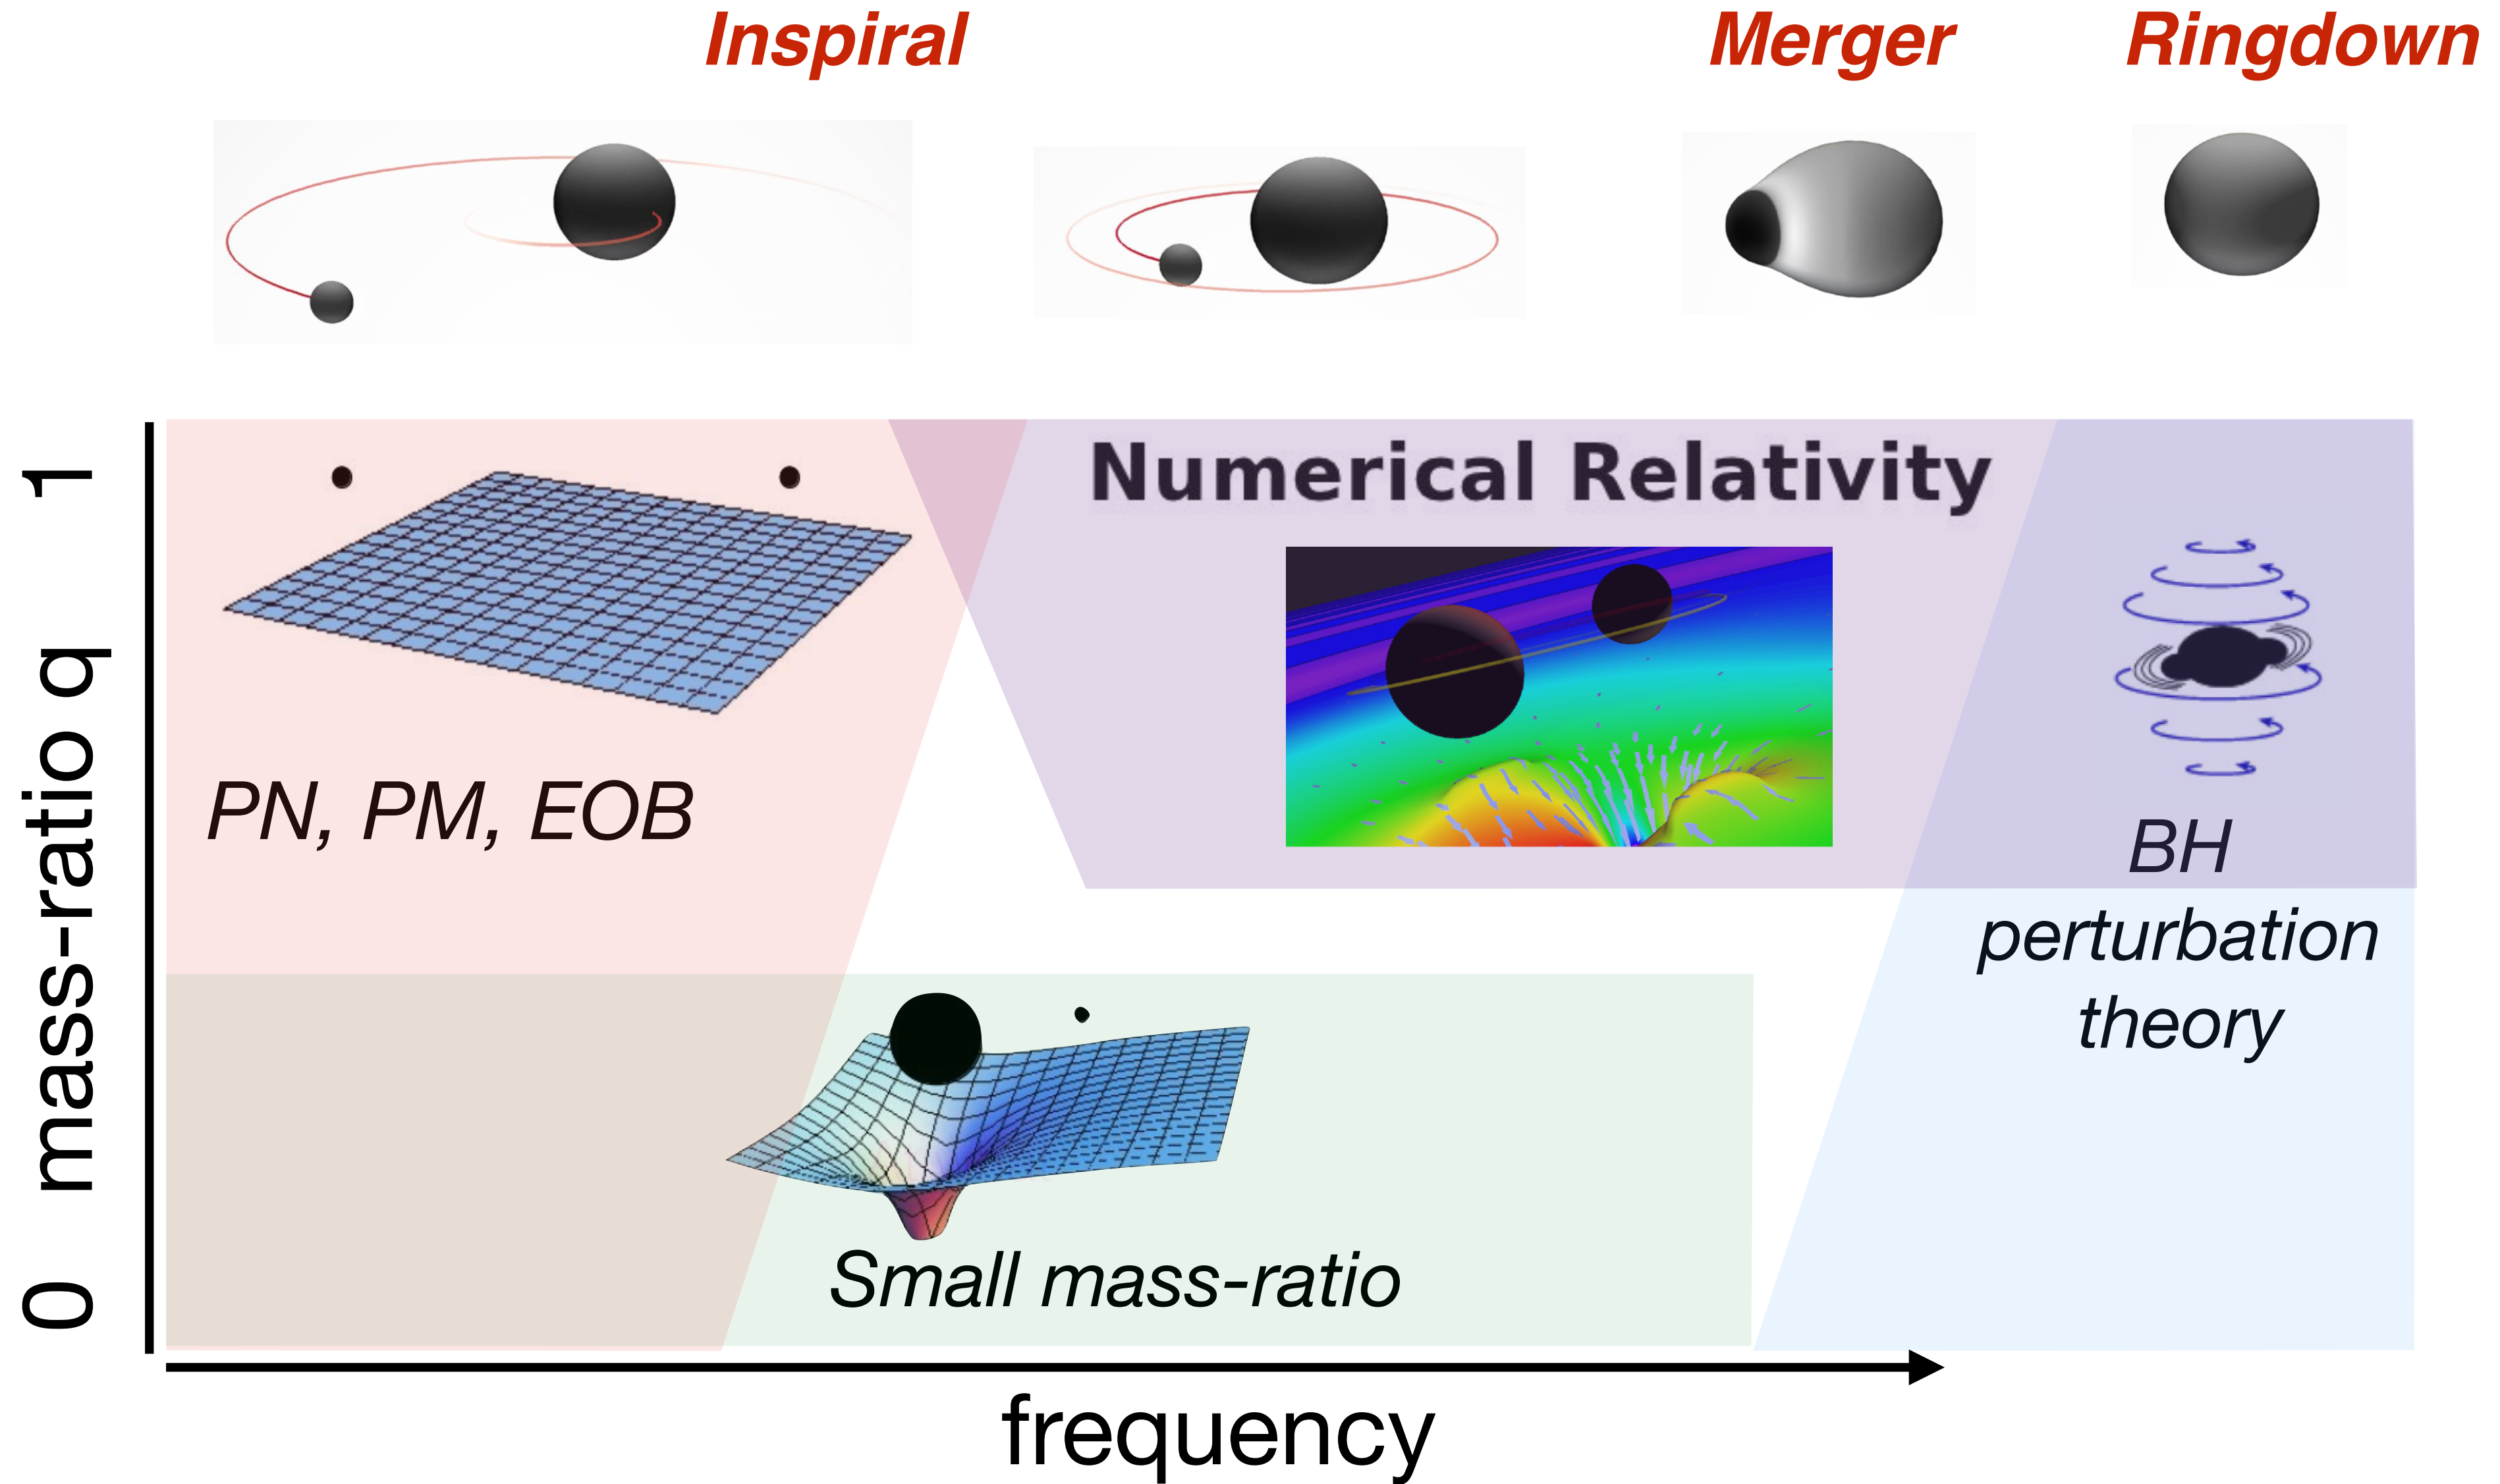 Inspiral
Merger
Ringdown
Numerical Relativity
PN, PM, EOB
BH
perturbation
theory
Small mass-ratio
0 mass-ratio q 1
frequency